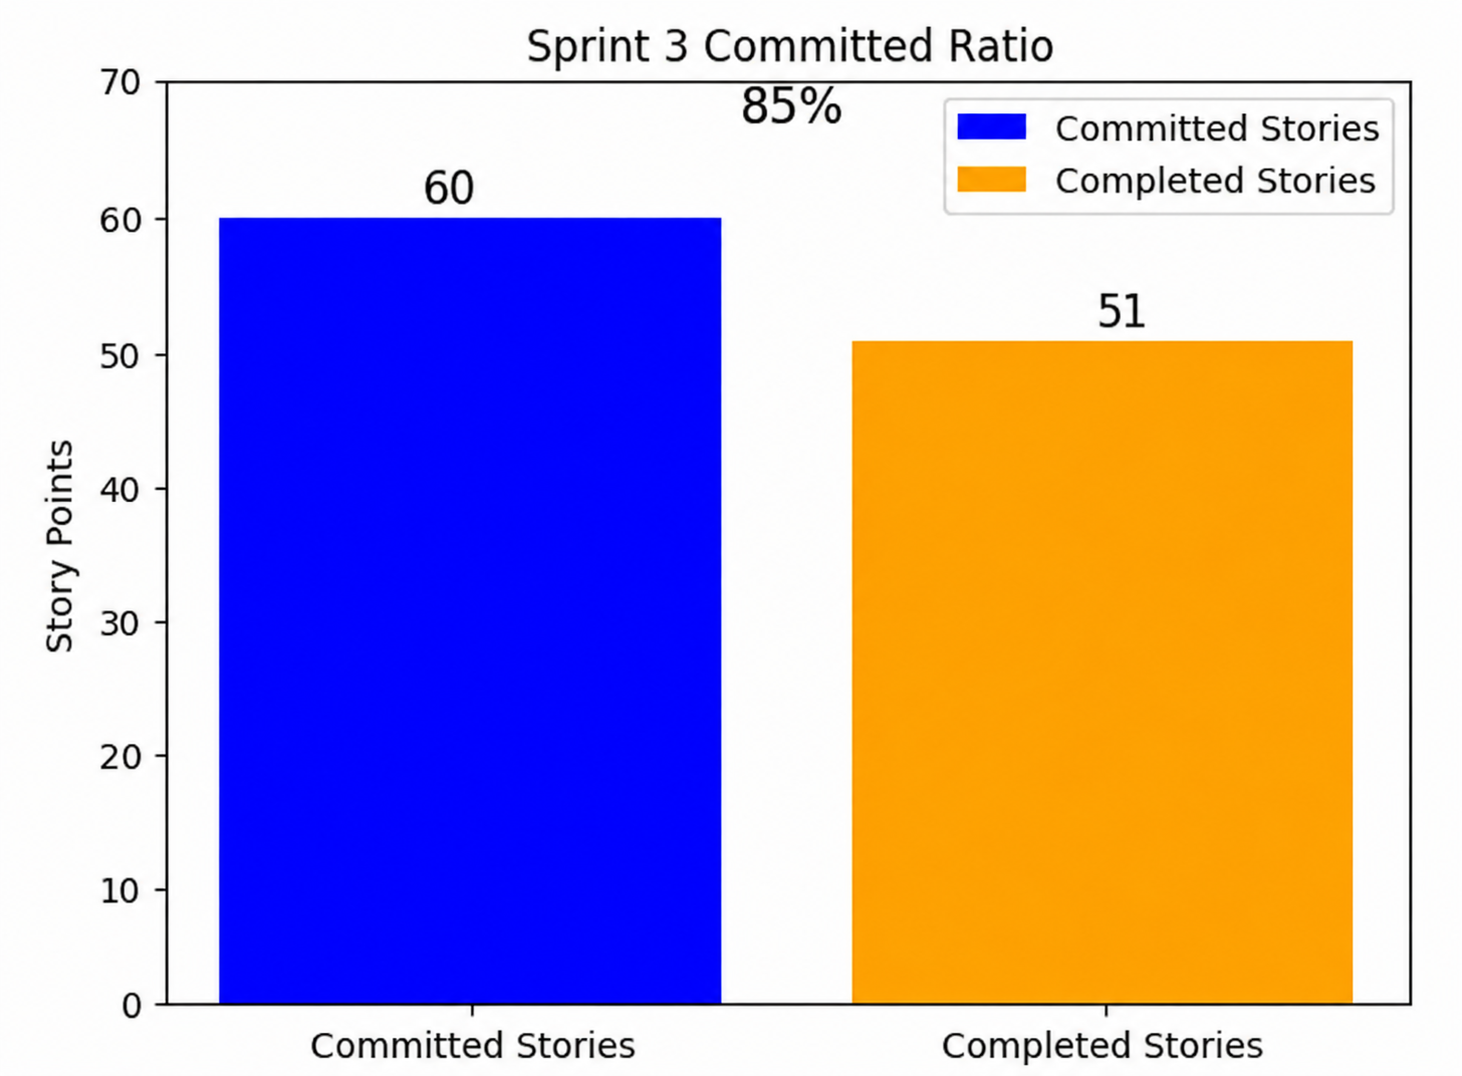 Sprint 3 Committed Ratio
85%
Committed Stories
Completed Stories
60
51
Story Points
70
60
50
40
30
20
10
0
Committed Stories
Completed Stories